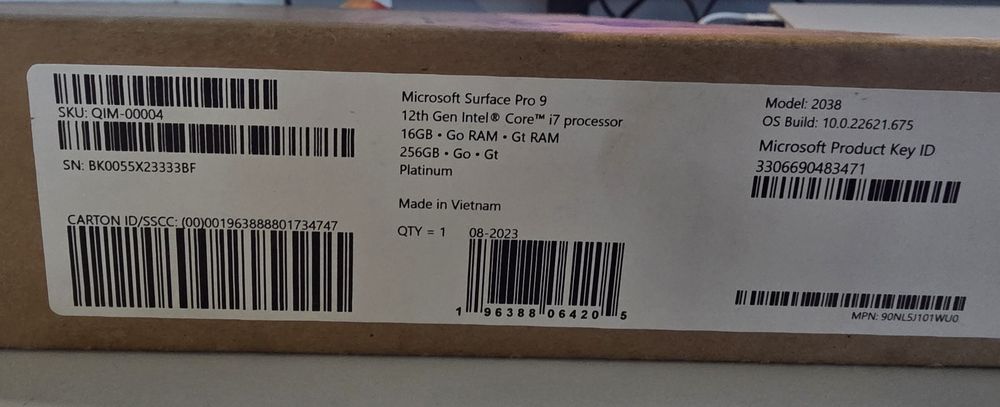 SKU: QIM-00004
SN: BK0055X23333BF
CARTON ID/SSCC: (00)001963888801734747
Microsoft Surface Pro 9
12th Gen Intel® Core™ i7 processor
16GB • Go RAM • Gt RAM
256GB • Go • Gt
Platinum
Made in Vietnam
QTY = 1 08-2023
1 96388 06420 5
Model: 2038
OS Build: 10.0.22621.675
Microsoft Product Key ID
3306690483471
MPN: 90NL5J101WU0